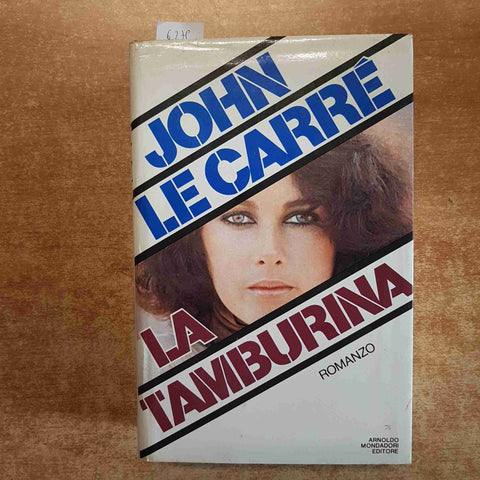 JOHN
LE CARRÉ
LA
TAMBURINA
ROMANZO
ARNOLDO
MONDADORI
EDITORE